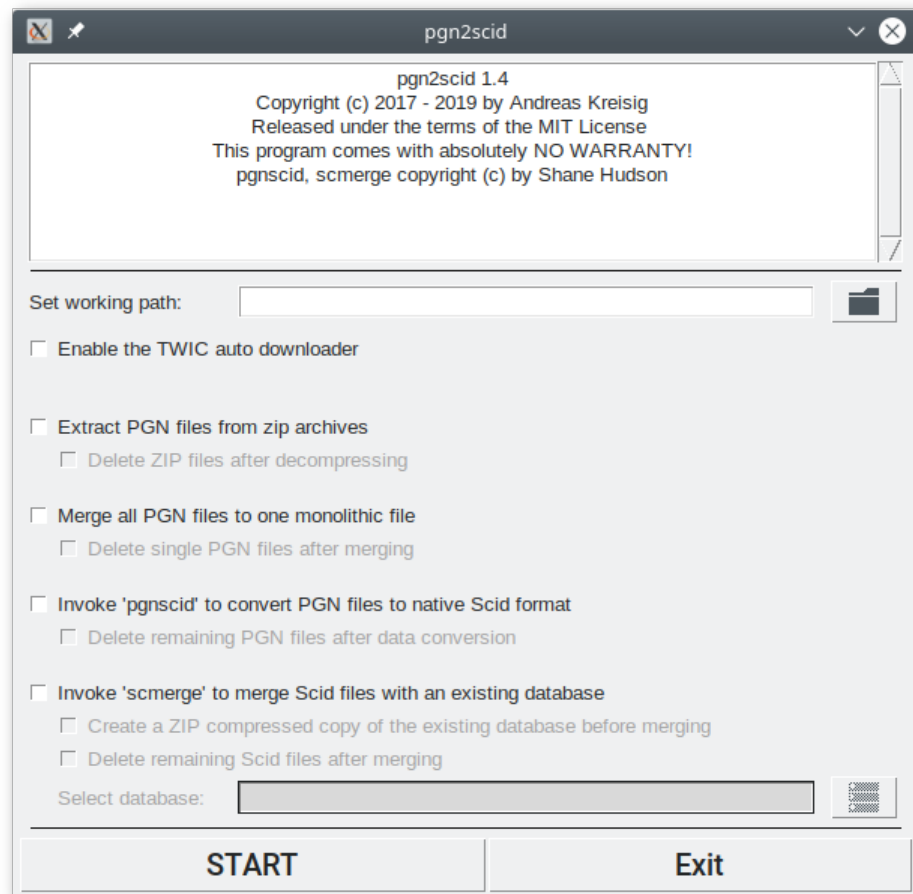 pgn2scid
pgn2scid 1.4
Copyright (c) 2017 - 2019 by Andreas Kreisig
Released under the terms of the MIT License
This program comes with absolutely NO WARRANTY!
pgnscid, scmerge copyright (c) by Shane Hudson
Set working path:
Enable the TWIC auto downloader
Extract PGN files from zip archives
Delete ZIP files after decompressing
Merge all PGN files to one monolithic file
Delete single PGN files after merging
Invoke 'pgnscid' to convert PGN files to native Scid format
Delete remaining PGN files after data conversion
Invoke 'scmerge' to merge Scid files with an existing database
Create a ZIP compressed copy of the existing database before merging
Delete remaining Scid files after merging
Select database:
START Exit